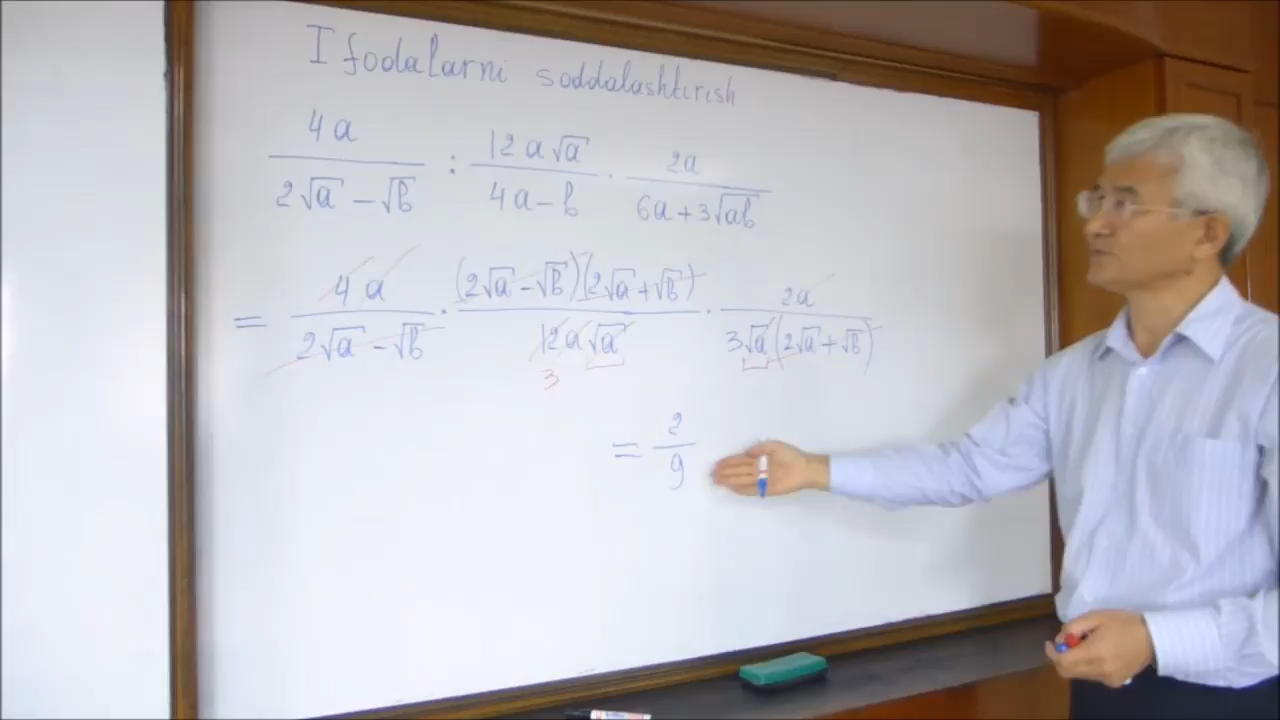 Ifodalarni soddalashtirish
4a / (2√a − √b) : 12a√a / (4a − b) · 2a / (6a + 3√ab)
= 4a / (2√a − √b) · (2√a − √b)(2√a + √b) / 12a√a · 2a / 3√a(2√a + √b)
3
= 2 / 9